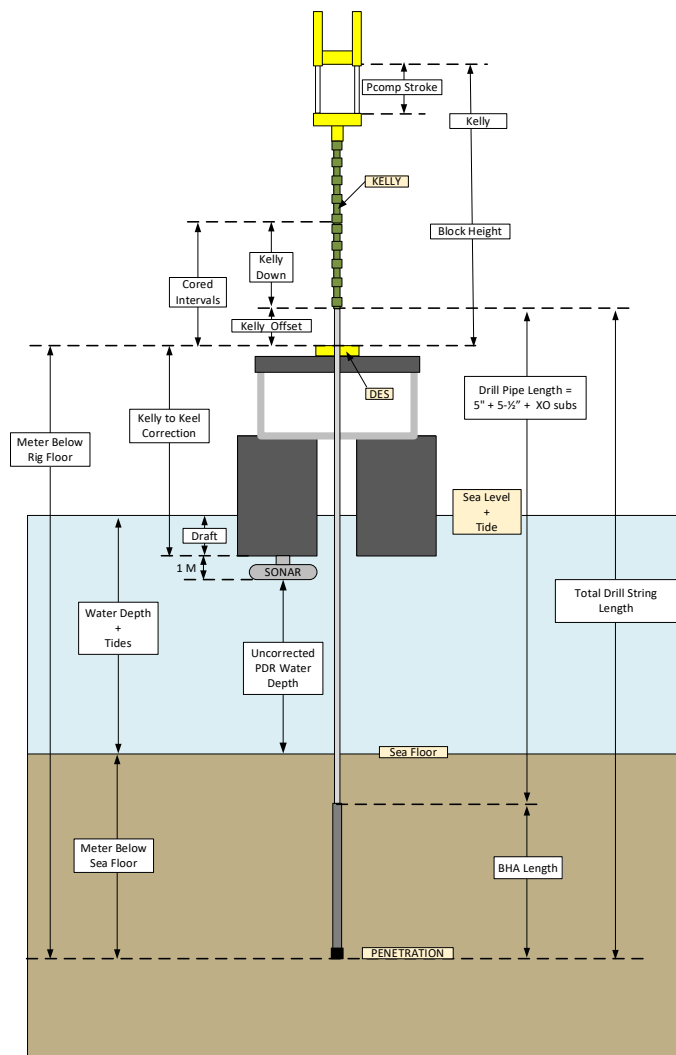 Pcomp Stroke
Kelly
KELLY
Block Height
Kelly
Down
Cored
Intervals
Kelly Offset
DES
Drill Pipe Length =
5" + 5-½" + XO subs
Kelly to Keel
Correction
Meter Below
Rig Floor
Sea Level
+
Tide
Draft
1 M
SONAR
Total Drill String
Length
Water Depth
+
Tides
Uncorrected
PDR Water
Depth
Sea Floor
Meter Below
Sea Floor
BHA Length
PENETRATION